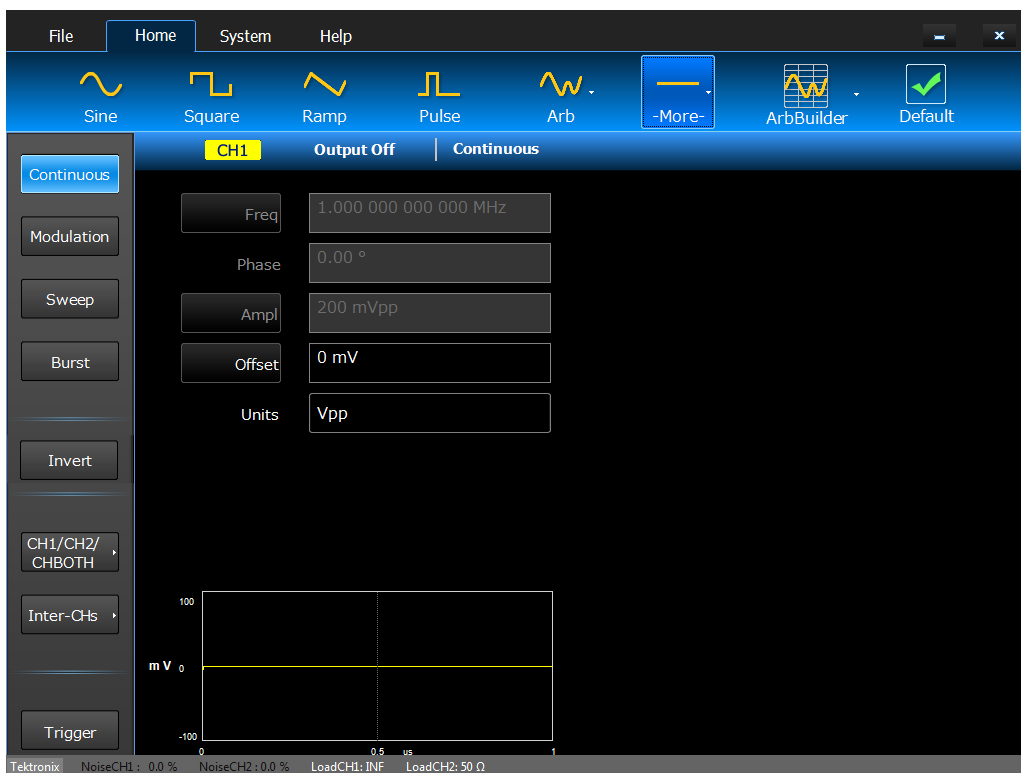 File Home System Help
Sine Square Ramp Pulse Arb -More- ArbBuilder Default
CH1 Output Off Continuous
Continuous
Modulation
Sweep
Burst
Invert
CH1/CH2/
CHBOTH
Inter-CHs
Trigger
Freq 1.000 000 000 000 MHz
Phase 0.00 °
Ampl 200 mVpp
Offset 0 mV
Units Vpp
100
m V 0
-100
0 0.5 us 1
Tektronix NoiseCH1 : 0.0 % NoiseCH2 : 0.0 % LoadCH1: INF LoadCH2: 50 Ω